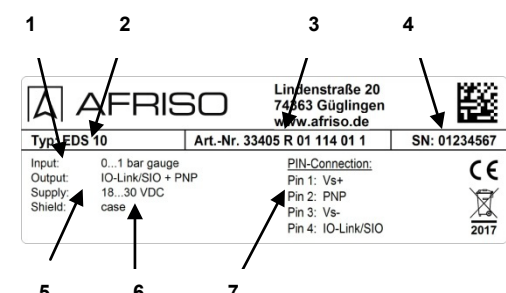 1 2 3 4
AFRISO
Lindenstraße 20
74363 Güglingen
www.afriso.de
Typ: EDS 10 Art.-Nr. 33405 R 01 114 01 1 SN: 01234567
Input: 0...1 bar gauge
Output: IO-Link/SIO + PNP
Supply: 18...30 VDC
Shield: case
PIN-Connection:
Pin 1: Vs+
Pin 2: PNP
Pin 3: Vs-
Pin 4: IO-Link/SIO
CE
2017
5 6 7